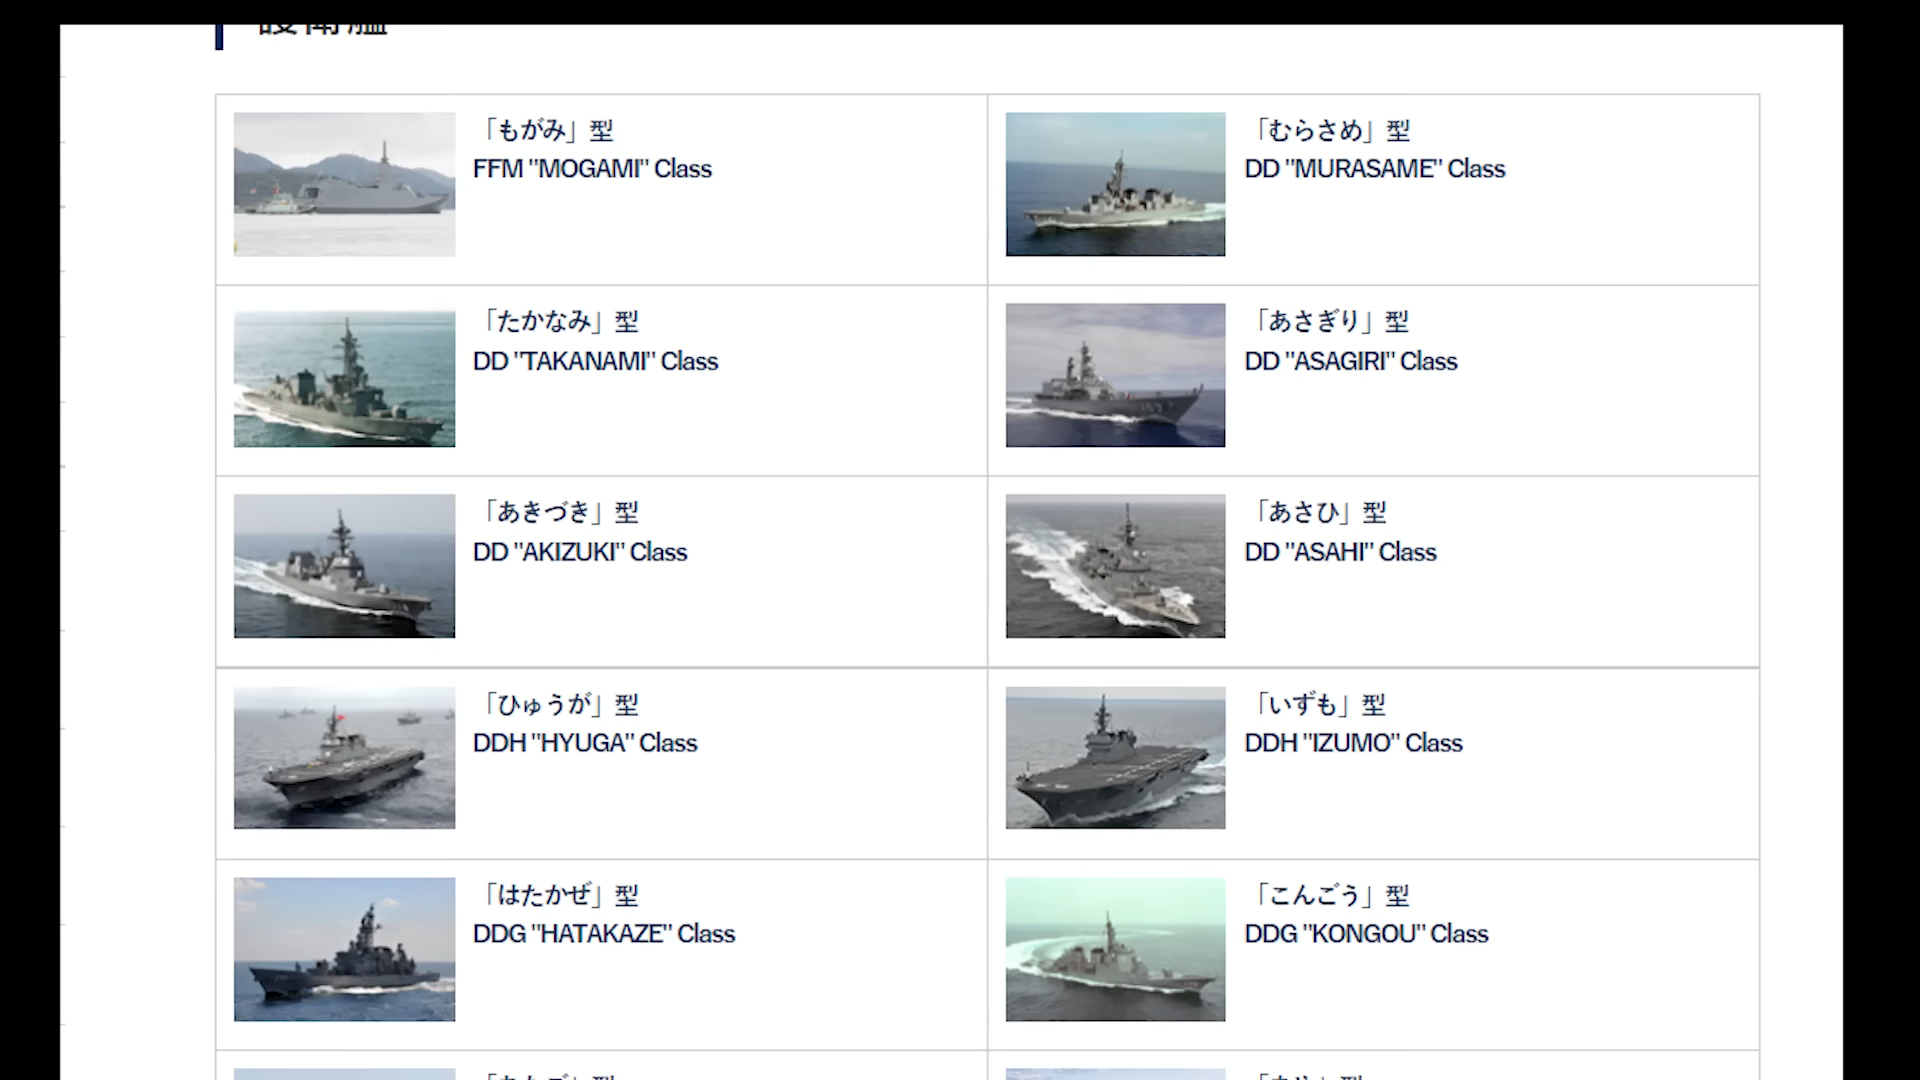 「もがみ」型
FFM "MOGAMI" Class
「むらさめ」型
DD "MURASAME" Class
「たかなみ」型
DD "TAKANAMI" Class
「あさぎり」型
DD "ASAGIRI" Class
「あきづき」型
DD "AKIZUKI" Class
「あさひ」型
DD "ASAHI" Class
「ひゅうが」型
DDH "HYUGA" Class
「いずも」型
DDH "IZUMO" Class
「はたかぜ」型
DDG "HATAKAZE" Class
「こんごう」型
DDG "KONGOU" Class